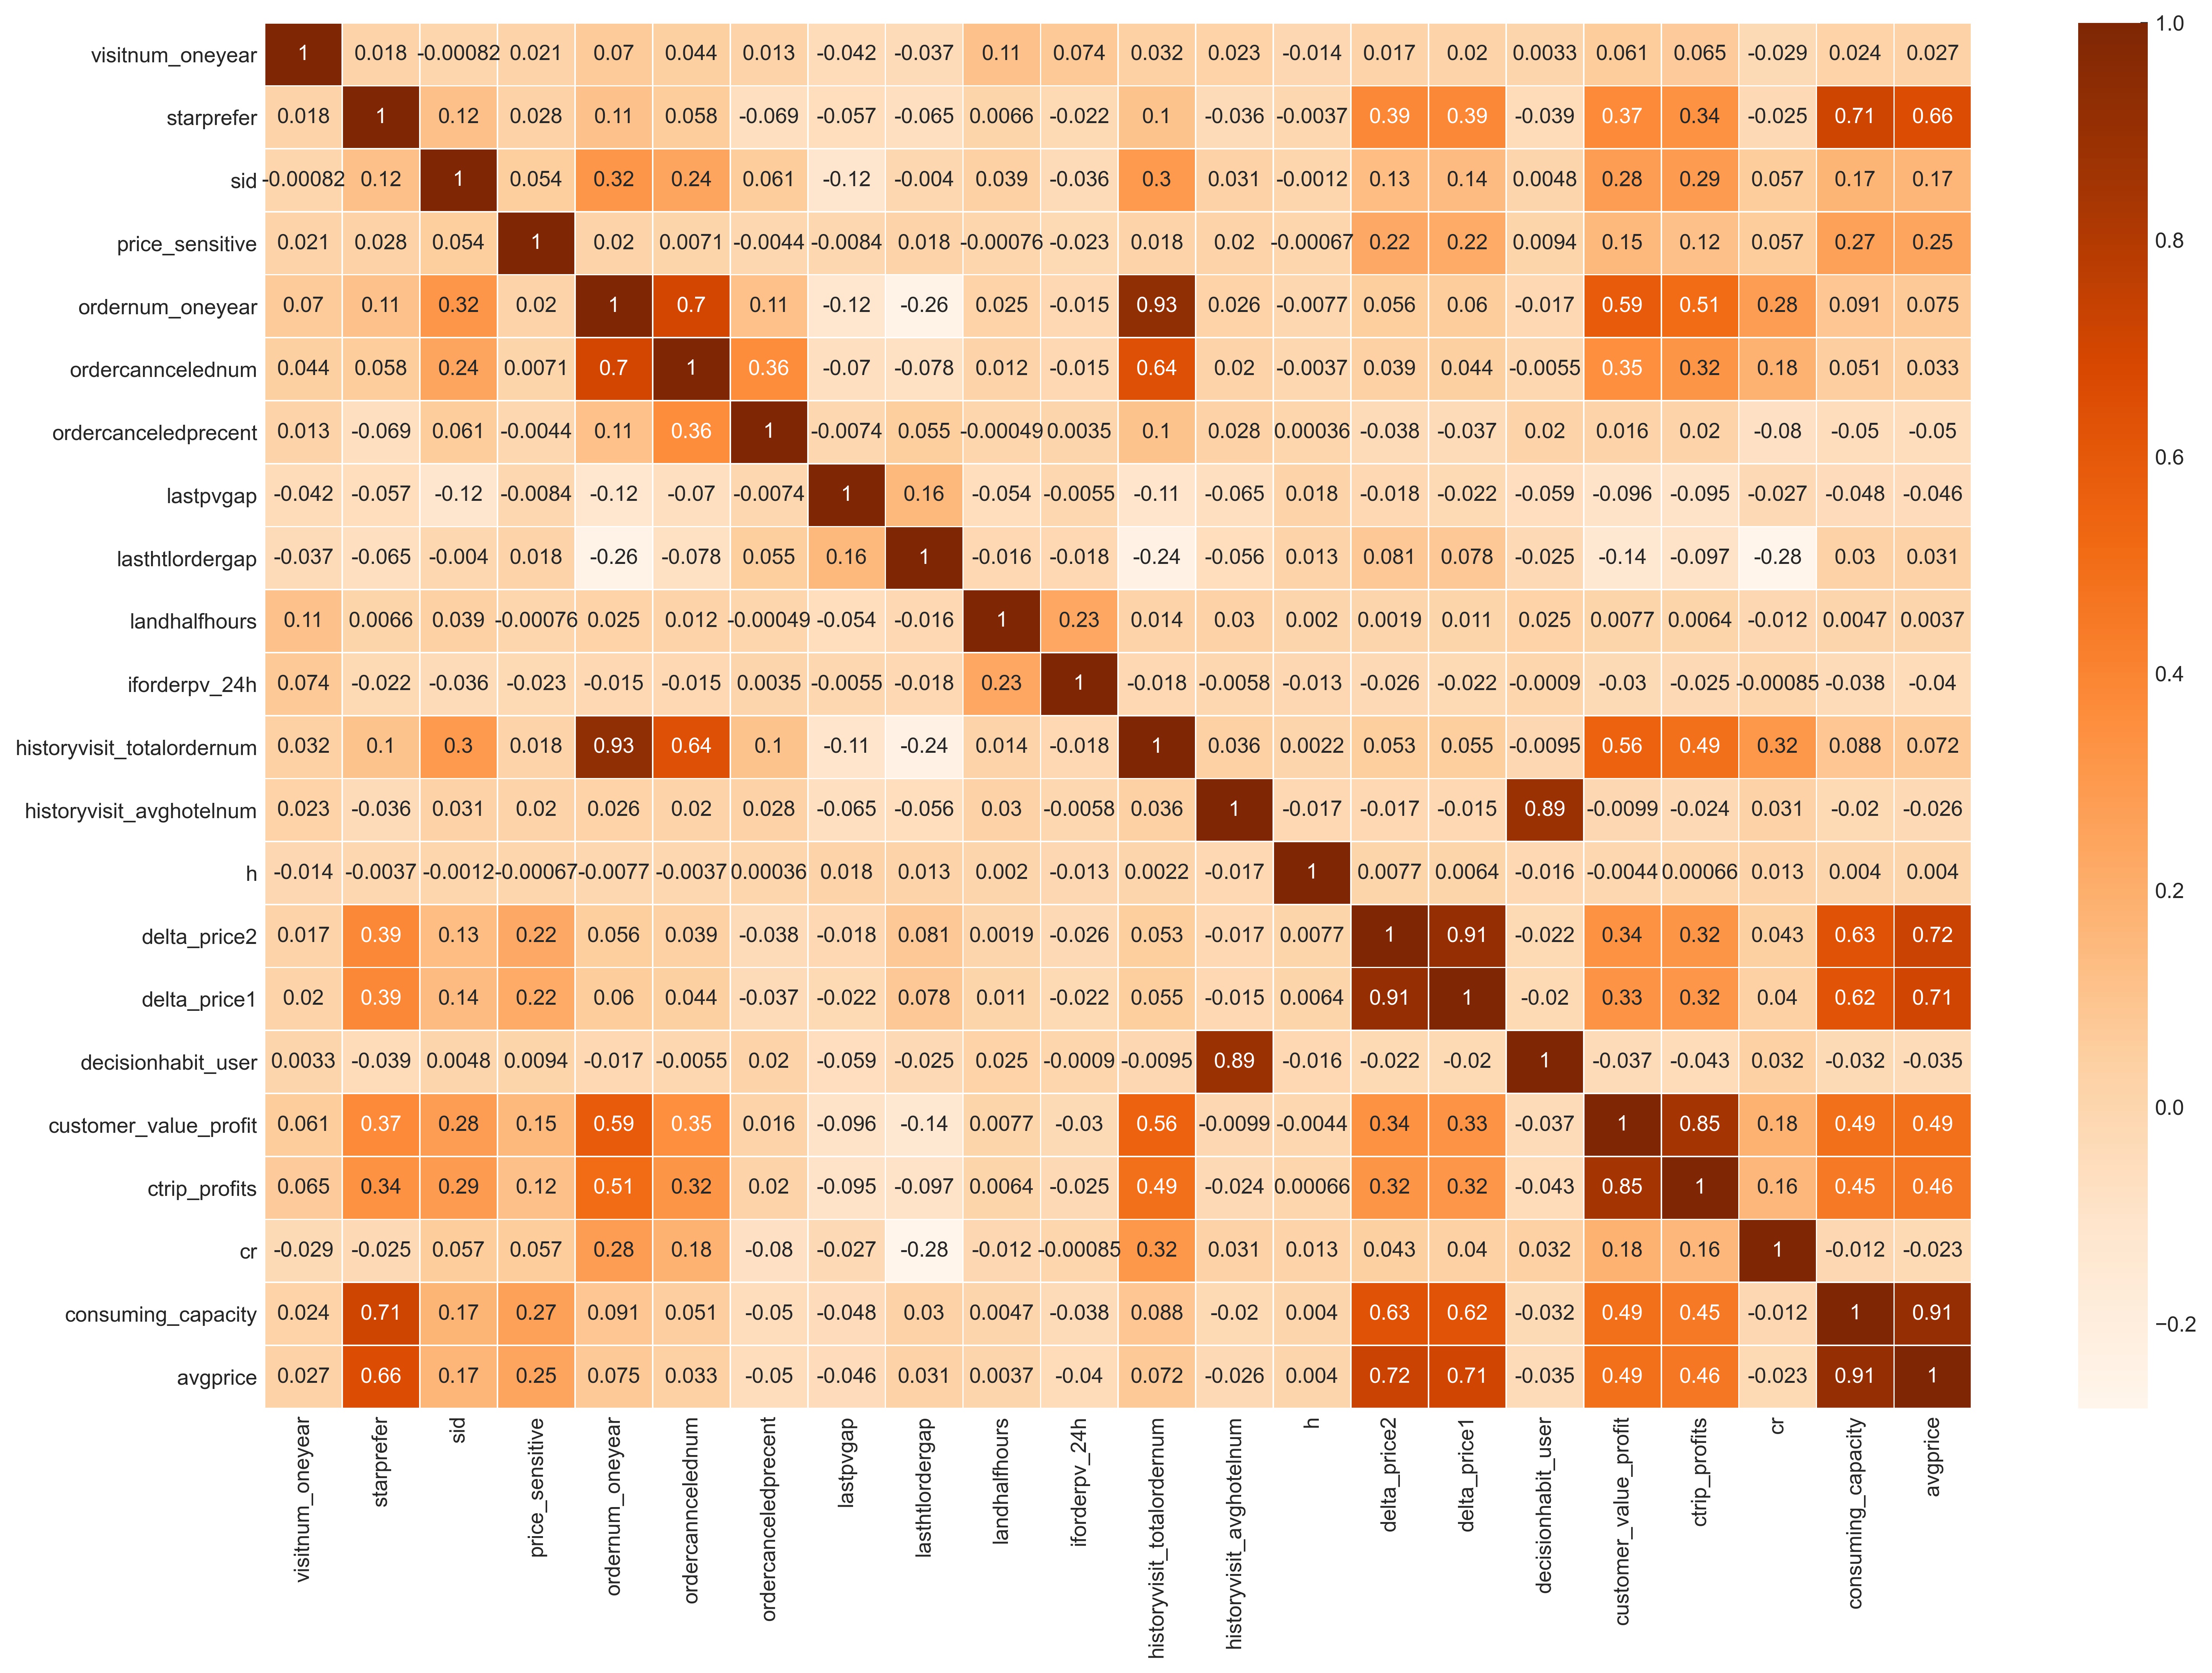 visitnum_oneyear 1 0.018 -0.00082 0.021 0.07 0.044 0.013 -0.042 -0.037 0.11 0.074 0.032 0.023 -0.014 0.017 0.02 0.0033 0.061 0.065 -0.029 0.024 0.027 1.0
starprefer 0.018 1 0.12 0.028 0.11 0.058 -0.069 -0.057 -0.065 0.0066 -0.022 0.1 -0.036 -0.0037 0.39 0.39 -0.039 0.37 0.34 -0.025 0.71 0.66
sid -0.00082 0.12 1 0.054 0.32 0.24 0.061 -0.12 -0.004 0.039 -0.036 0.3 0.031 -0.0012 0.13 0.14 0.0048 0.28 0.29 0.057 0.17 0.17
price_sensitive 0.021 0.028 0.054 1 0.02 0.0071 -0.0044 -0.0084 0.018 -0.00076 -0.023 0.018 0.02 -0.00067 0.22 0.22 0.0094 0.15 0.12 0.057 0.27 0.25 0.8
ordernum_oneyear 0.07 0.11 0.32 0.02 1 0.7 0.11 -0.12 -0.26 0.025 -0.015 0.93 0.026 -0.0077 0.056 0.06 -0.017 0.59 0.51 0.28 0.091 0.075
ordercanncelednum 0.044 0.058 0.24 0.0071 0.7 1 0.36 -0.07 -0.078 0.012 -0.015 0.64 0.02 -0.0037 0.039 0.044 -0.0055 0.35 0.32 0.18 0.051 0.033
ordercanceledprecent 0.013 -0.069 0.061 -0.0044 0.11 0.36 1 -0.0074 0.055 -0.00049 0.0035 0.1 0.028 0.00036 -0.038 -0.037 0.02 0.016 0.02 -0.08 -0.05 -0.05 0.6
lastpvgap -0.042 -0.057 -0.12 -0.0084 -0.12 -0.07 -0.0074 1 0.16 -0.054 -0.0055 -0.11 -0.065 0.018 -0.018 -0.022 -0.059 -0.096 -0.095 -0.027 -0.048 -0.046
lasthtlordergap -0.037 -0.065 -0.004 0.018 -0.26 -0.078 0.055 0.16 1 -0.016 -0.018 -0.24 -0.056 0.013 0.081 0.078 -0.025 -0.14 -0.097 -0.28 0.03 0.031
landhalfhours 0.11 0.0066 0.039 -0.00076 0.025 0.012 -0.00049 -0.054 -0.016 1 0.23 0.014 0.03 0.002 0.0019 0.011 0.025 0.0077 0.0064 -0.012 0.0047 0.0037
iforderpv_24h 0.074 -0.022 -0.036 -0.023 -0.015 -0.015 0.0035 -0.0055 -0.018 0.23 1 -0.018 -0.0058 -0.013 -0.026 -0.022 -0.0009 -0.03 -0.025 -0.00085 -0.038 -0.04 0.4
historyvisit_totalordernum 0.032 0.1 0.3 0.018 0.93 0.64 0.1 -0.11 -0.24 0.014 -0.018 1 0.036 0.0022 0.053 0.055 -0.0095 0.56 0.49 0.32 0.088 0.072
historyvisit_avghotelnum 0.023 -0.036 0.031 0.02 0.026 0.02 0.028 -0.065 -0.056 0.03 -0.0058 0.036 1 -0.017 -0.017 -0.015 0.89 -0.0099 -0.024 0.031 -0.02 -0.026
h -0.014 -0.0037 -0.0012 -0.00067 -0.0077 -0.0037 0.00036 0.018 0.013 0.002 -0.013 0.0022 -0.017 1 0.0077 0.0064 -0.016 -0.0044 0.00066 0.013 0.004 0.004 0.2
delta_price2 0.017 0.39 0.13 0.22 0.056 0.039 -0.038 -0.018 0.081 0.0019 -0.026 0.053 -0.017 0.0077 1 0.91 -0.022 0.34 0.32 0.043 0.63 0.72
delta_price1 0.02 0.39 0.14 0.22 0.06 0.044 -0.037 -0.022 0.078 0.011 -0.022 0.055 -0.015 0.0064 0.91 1 -0.02 0.33 0.32 0.04 0.62 0.71
decisionhabit_user 0.0033 -0.039 0.0048 0.0094 -0.017 -0.0055 0.02 -0.059 -0.025 0.025 -0.0009 -0.0095 0.89 -0.016 -0.022 -0.02 1 -0.037 -0.043 0.032 -0.032 -0.035
customer_value_profit 0.061 0.37 0.28 0.15 0.59 0.35 0.016 -0.096 -0.14 0.0077 -0.03 0.56 -0.0099 -0.0044 0.34 0.33 -0.037 1 0.85 0.18 0.49 0.49 0.0
ctrip_profits 0.065 0.34 0.29 0.12 0.51 0.32 0.02 -0.095 -0.097 0.0064 -0.025 0.49 -0.024 0.00066 0.32 0.32 -0.043 0.85 1 0.16 0.45 0.46
cr -0.029 -0.025 0.057 0.057 0.28 0.18 -0.08 -0.027 -0.28 -0.012 -0.00085 0.32 0.031 0.013 0.043 0.04 0.032 0.18 0.16 1 -0.012 -0.023
consuming_capacity 0.024 0.71 0.17 0.27 0.091 0.051 -0.05 -0.048 0.03 0.0047 -0.038 0.088 -0.02 0.004 0.63 0.62 -0.032 0.49 0.45 -0.012 1 0.91 −0.2
avgprice 0.027 0.66 0.17 0.25 0.075 0.033 -0.05 -0.046 0.031 0.0037 -0.04 0.072 -0.026 0.004 0.72 0.71 -0.035 0.49 0.46 -0.023 0.91 1
visitnum_oneyear
starprefer
sid
price_sensitive
ordernum_oneyear
ordercanncelednum
ordercanceledprecent
lastpvgap
lasthtlordergap
landhalfhours
iforderpv_24h
historyvisit_totalordernum
historyvisit_avghotelnum
h
delta_price2
delta_price1
decisionhabit_user
customer_value_profit
ctrip_profits
cr
consuming_capacity
avgprice